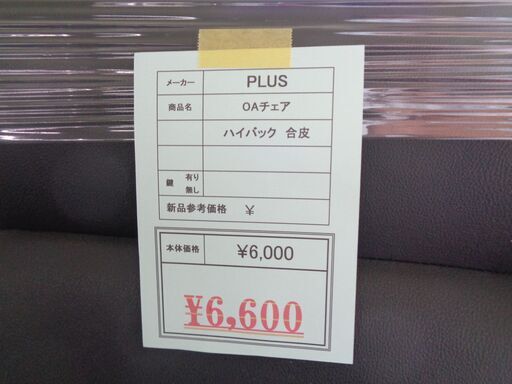 メーカー PLUS
商品名 OAチェア
ハイバック 合皮
鍵 有り
無し
新品参考価格 ¥
本体価格 ¥6,000
¥6,600